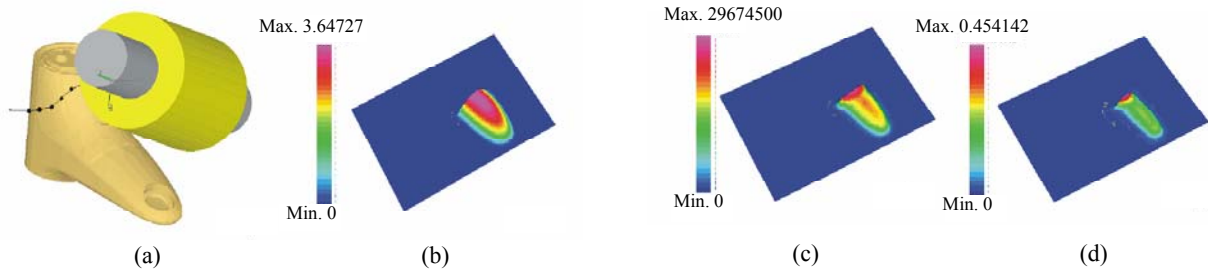 Max. 3.64727
Min. 0
Max. 29674500
Min. 0
Max. 0.454142
Min. 0
(a)
(b)
(c)
(d)